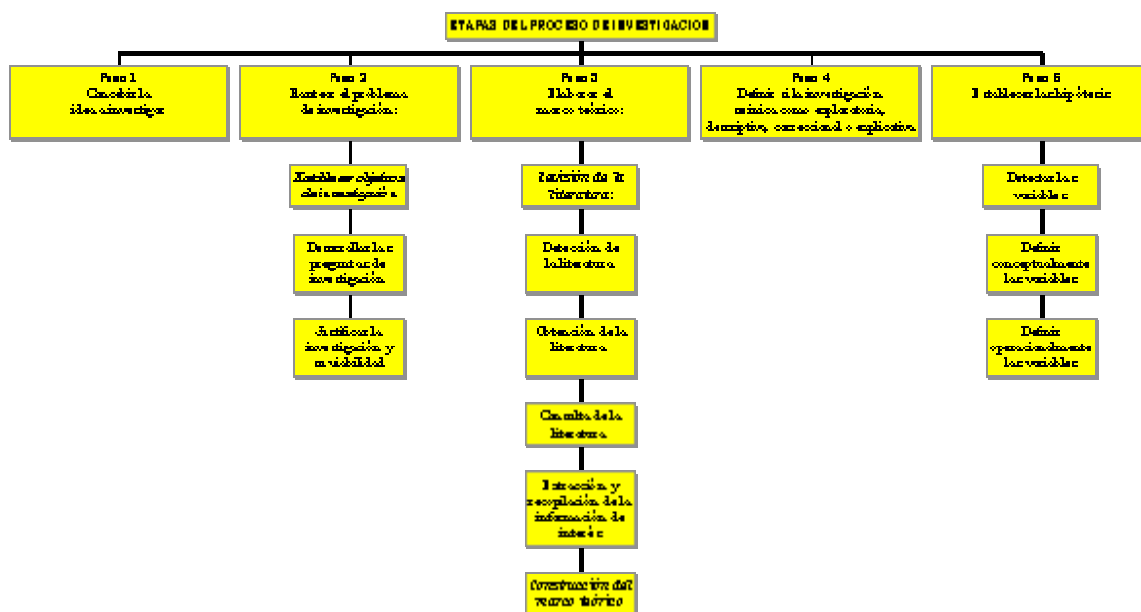 ETAPAS DEL PROCESO DE INVESTIGACION
Paso 1
Concebir la
idea a investigar
Paso 2
Plantear el problema
de investigación:
Establecer objetivos
de investigación
Desarrollar las
preguntas de
investigación
Justificar la
investigación y
su viabilidad
Paso 3
Elaborar el
marco teórico:
Revisión de la
literatura:
Detección de
la literatura
Obtención de la
literatura
Consulta de la
literatura
Extracción y
recopilación de la
información de
interés
Construcción del
marco teórico
Paso 4
Definir si la investigación
se inicia como exploratoria,
descriptiva, correccional o explicativa
Paso 5
Establecer las hipótesis
Detectar las
variables
Definir
conceptualmente
las variables
Definir
operacionalmente
las variables